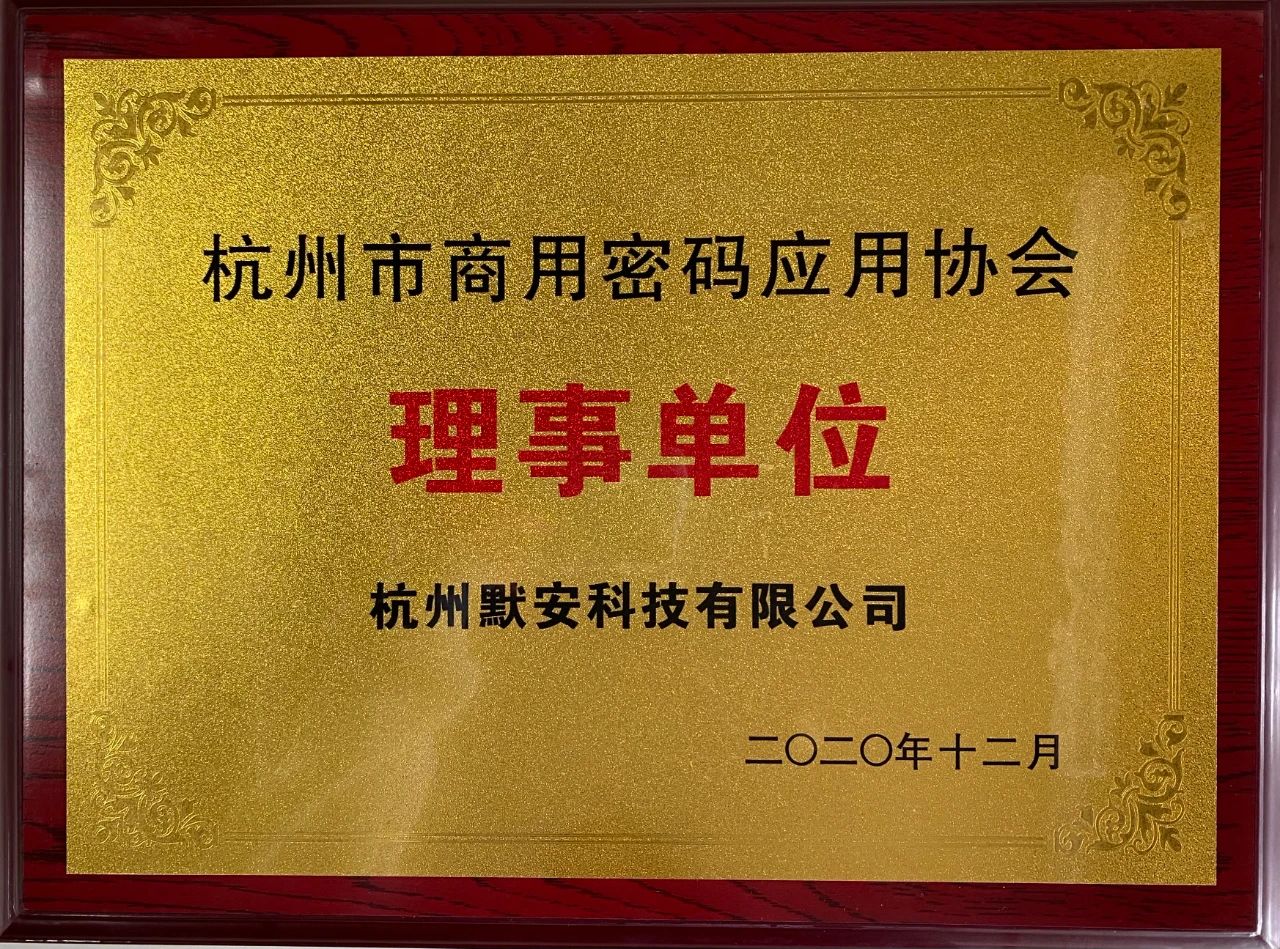 杭州市商用密码应用协会
理事单位
杭州默安科技有限公司
二〇二〇年十二月